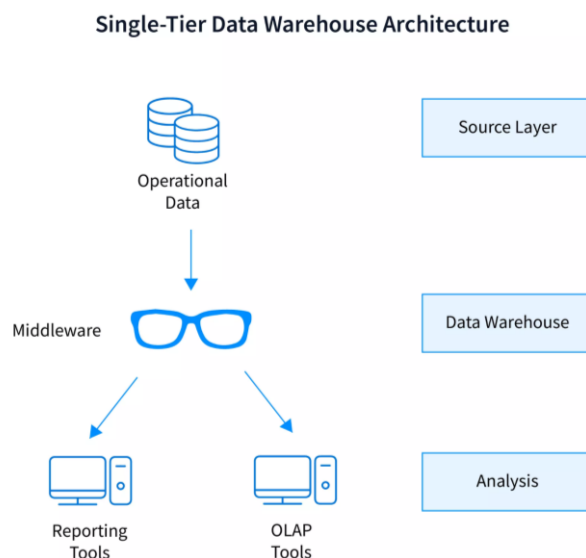 Single-Tier Data Warehouse Architecture
Source Layer
Operational
Data
Middleware
Data Warehouse
Analysis
Reporting
Tools
OLAP
Tools